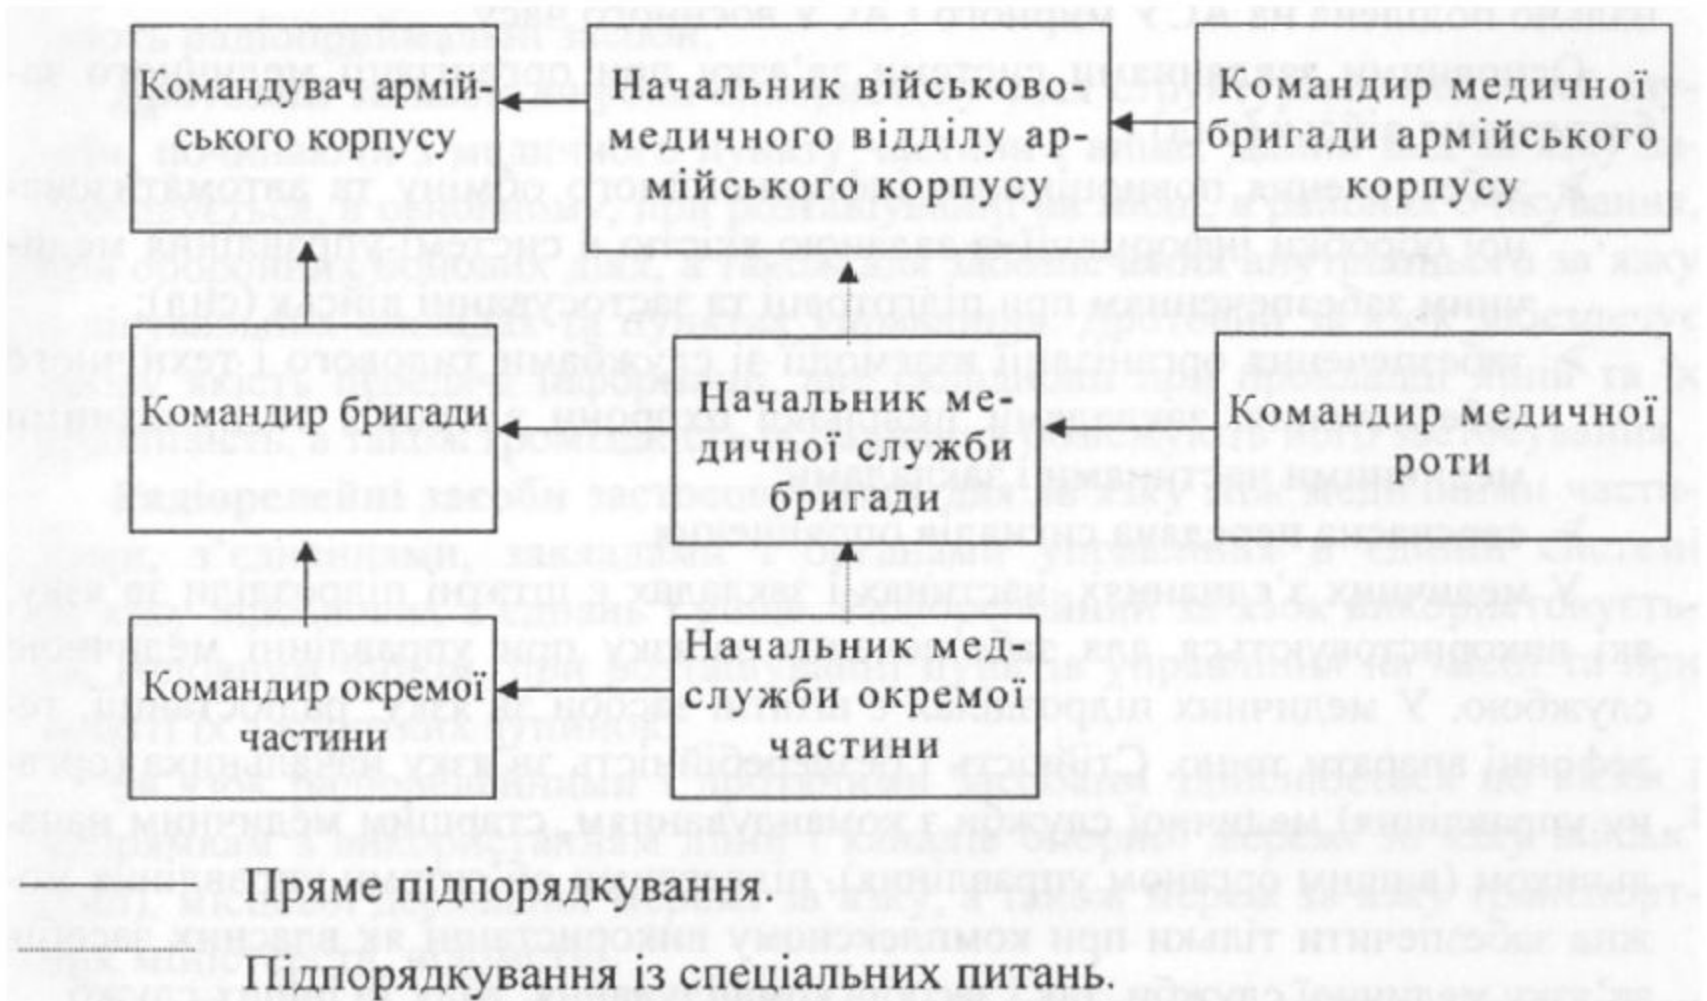 Командувач армій-
ського корпусу
Начальник військово-
медичного відділу ар-
мійського корпусу
Командир медичної
бригади армійського
корпусу
Командир бригади
Начальник ме-
дичної служби
бригади
Командир медичної
роти
Командир окремої
частини
Начальник мед-
служби окремої
частини
Пряме підпорядкування.
Підпорядкування із спеціальних питань.